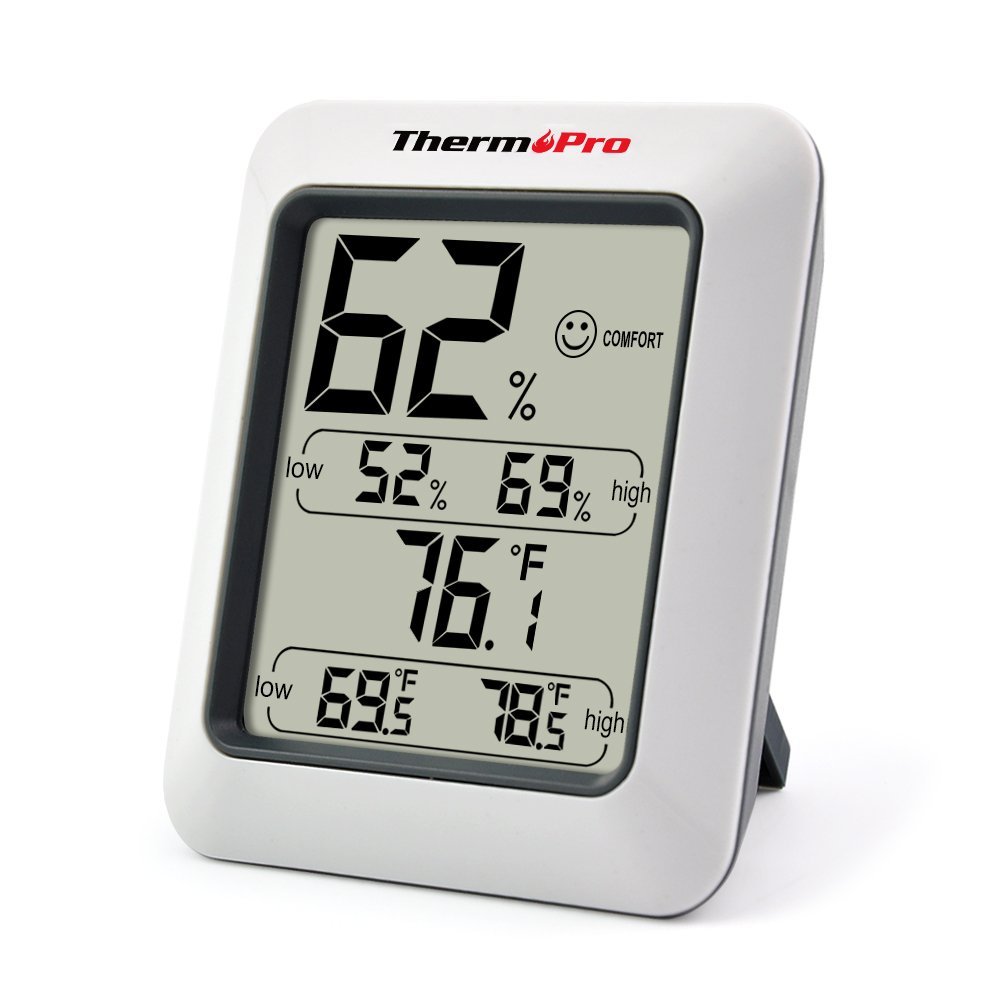 ThermoPro
62 %
COMFORT
low 52 % 69 % high
76.1 °F
low 69.5 °F 78.5 °F high